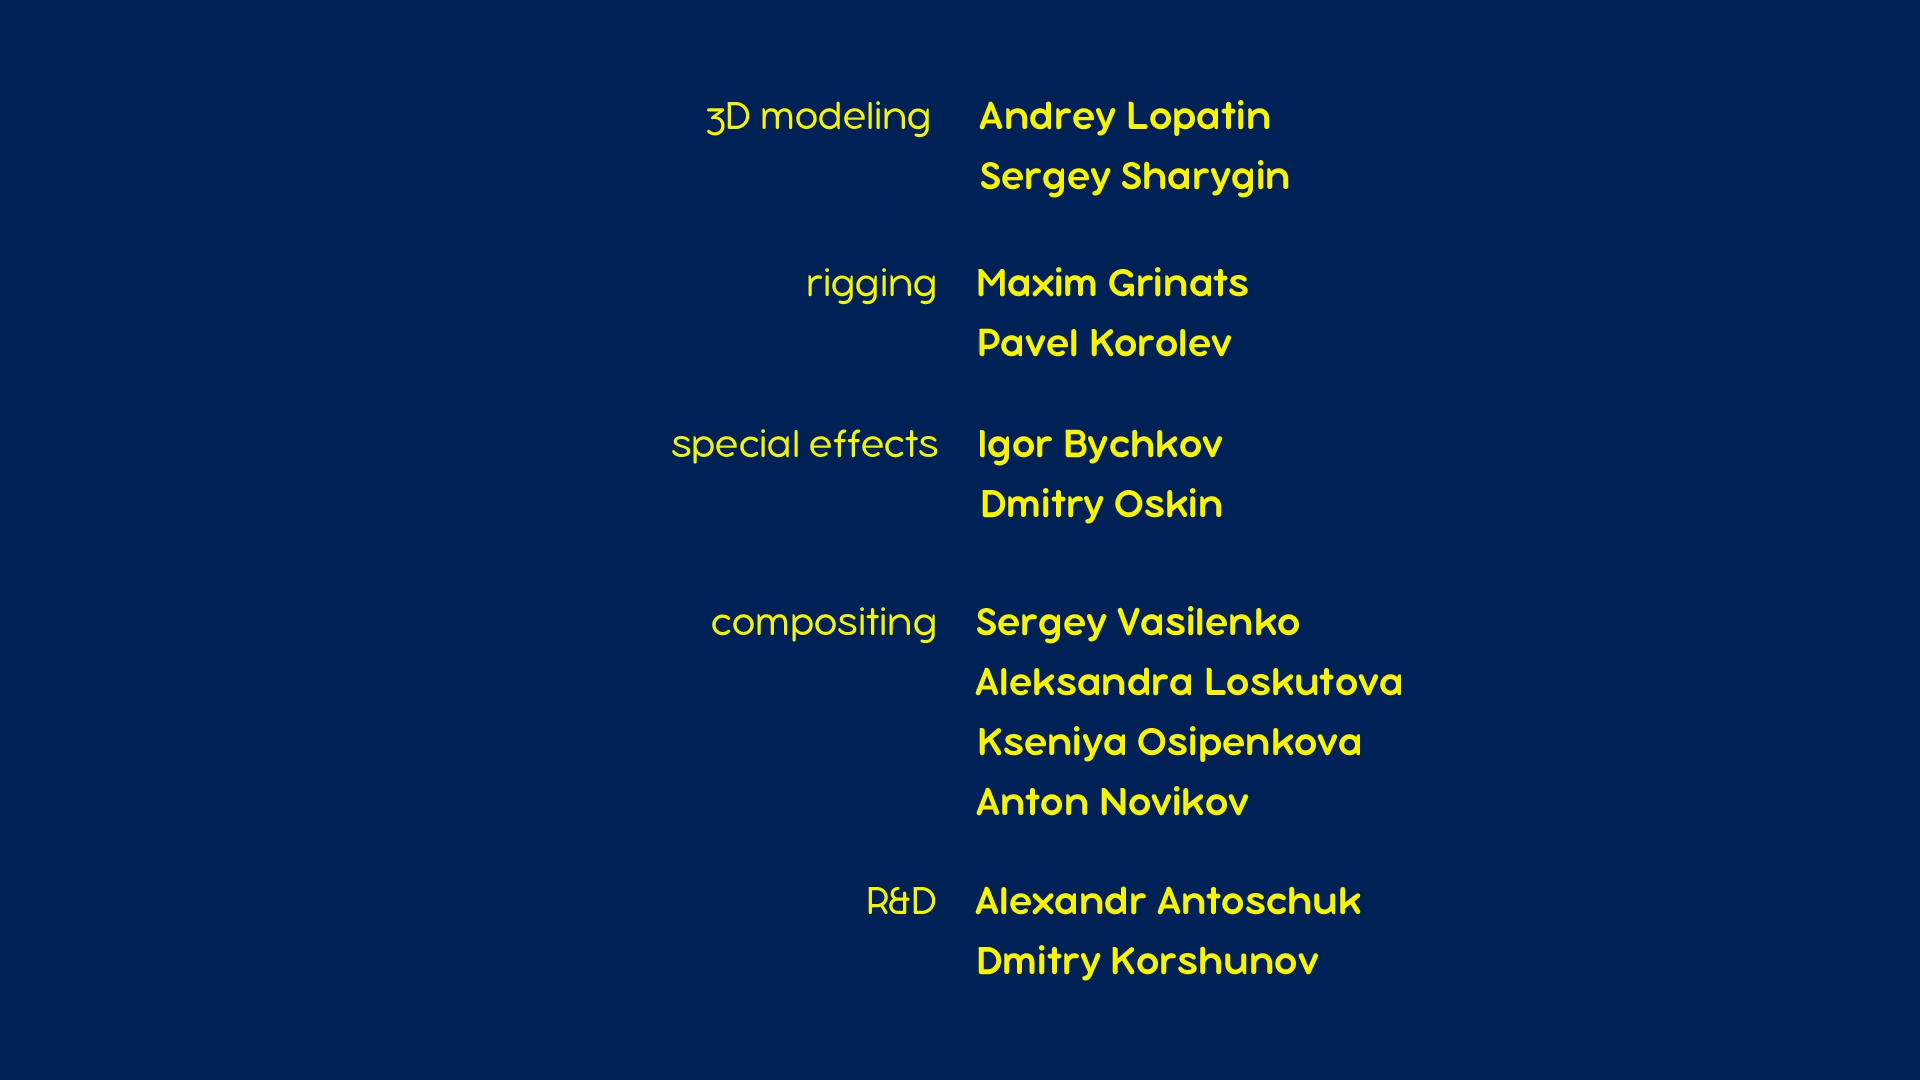 3D modeling Andrey Lopatin
Sergey Sharygin
rigging Maxim Grinats
Pavel Korolev
special effects Igor Bychkov
Dmitry Oskin
compositing Sergey Vasilenko
Aleksandra Loskutova
Kseniya Osipenkova
Anton Novikov
R&D Alexandr Antoschuk
Dmitry Korshunov